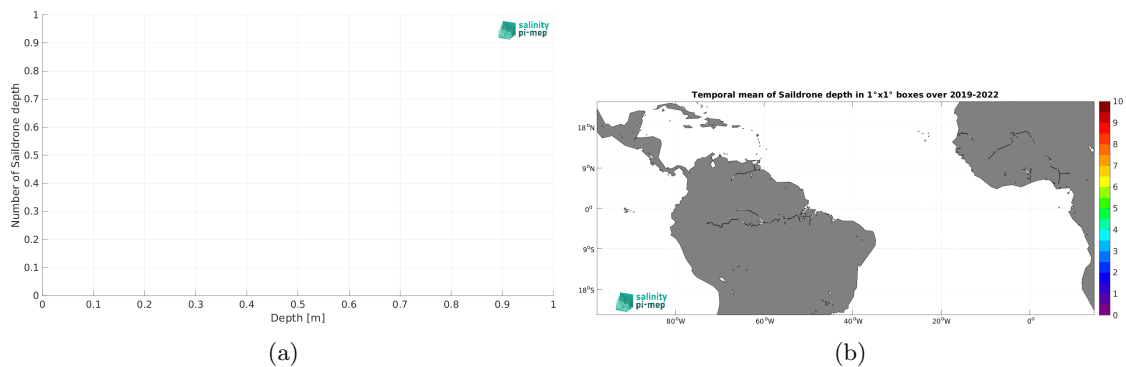 1
0.9
0.8
0.7
0.6
0.5
0.4
0.3
0.2
0.1
0
Number of Saildrone depth
0 0.1 0.2 0.3 0.4 0.5 0.6 0.7 0.8 0.9 1
Depth [m]
salinity
pi-mep
(a)
Temporal mean of Saildrone depth in 1°x1° boxes over 2019-2022
18°N
9°N
0°
9°S
18°S
80°W 60°W 40°W 20°W 0°
salinity
pi-mep
10
9
8
7
6
5
4
3
2
1
0
(b)